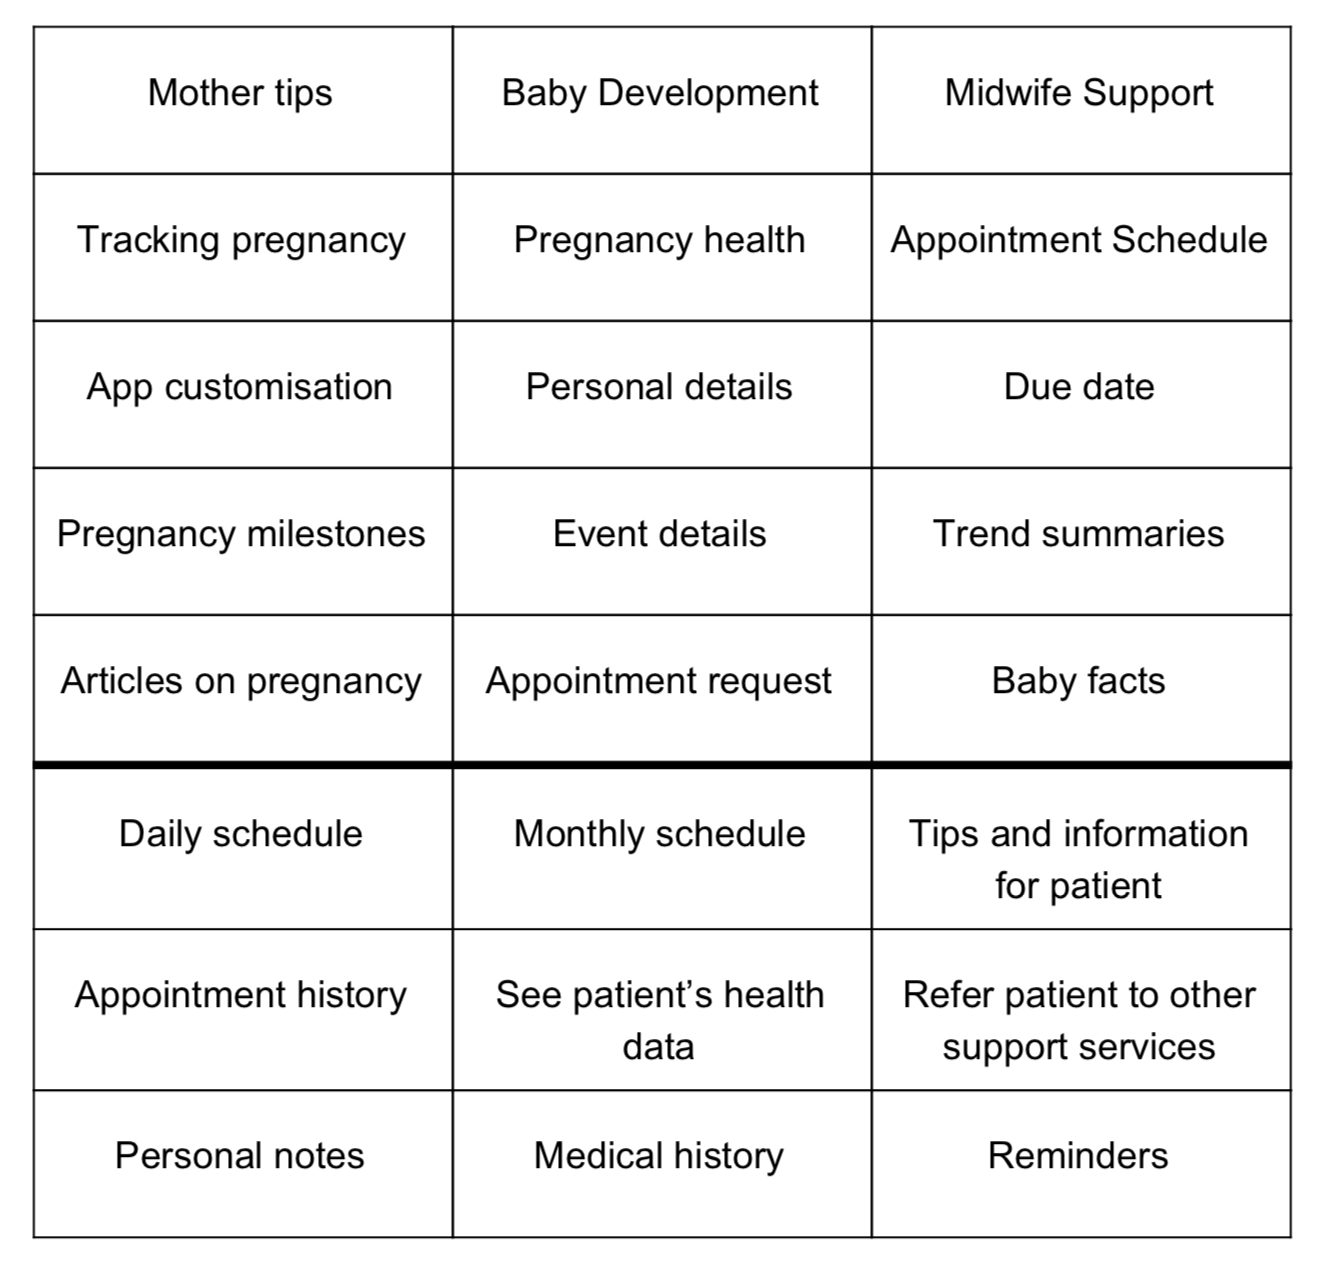 Mother tips
Baby Development
Midwife Support
Tracking pregnancy
Pregnancy health
Appointment Schedule
App customisation
Personal details
Due date
Pregnancy milestones
Event details
Trend summaries
Articles on pregnancy
Appointment request
Baby facts
Daily schedule
Monthly schedule
Tips and information
for patient
Appointment history
See patient’s health
data
Refer patient to other
support services
Personal notes
Medical history
Reminders